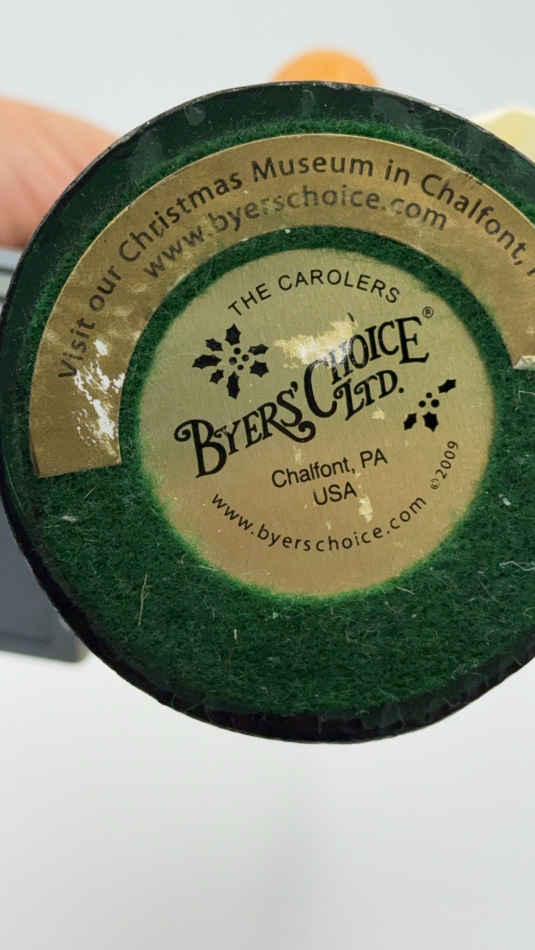 Visit our Christmas Museum in Chalfont,
www.byerschoice.com
THE CAROLERS
BYERS' CHOICE®
LTD.
Chalfont, PA
USA
www.byerschoice.com ©2009